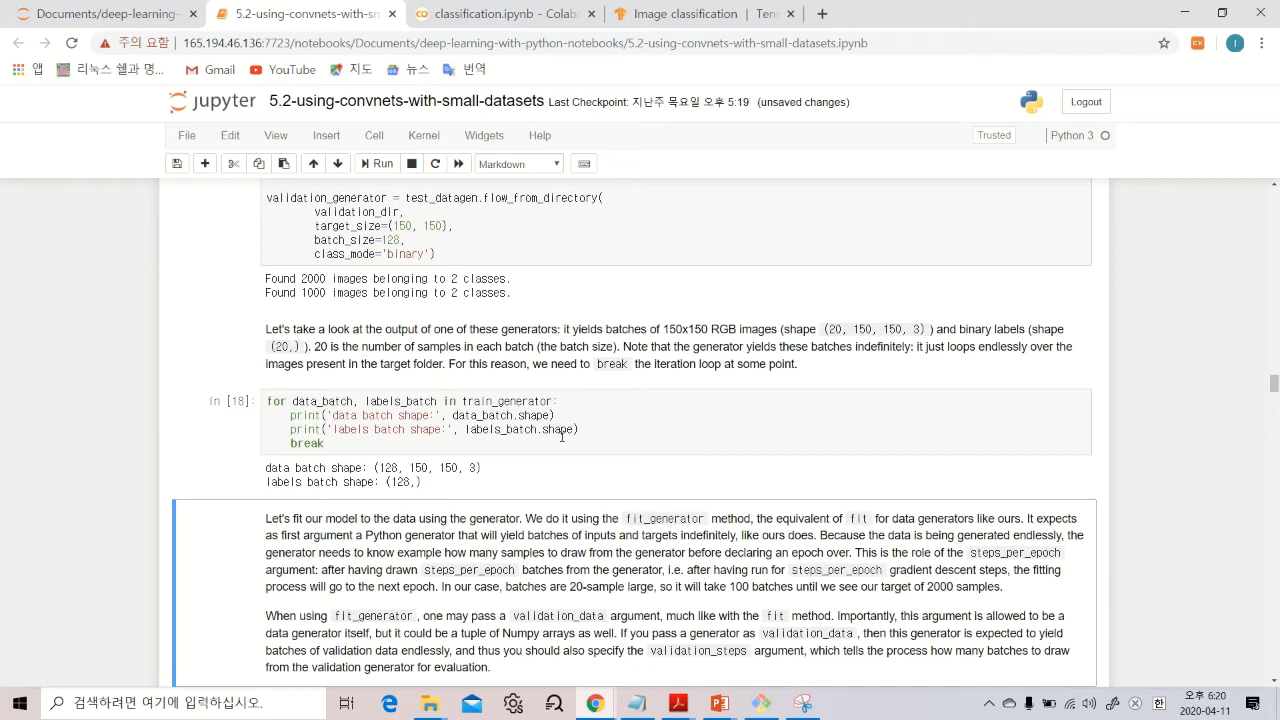 Documents/deep-learning-
5.2-using-convnets-with-sm
classification.ipynb - Colabo
Image classification | Tens
주의 요함 | 165.194.46.136:7723/notebooks/Documents/deep-learning-with-python-notebooks/5.2-using-convnets-with-small-datasets.ipynb
앱 리눅스 쉘과 명... Gmail YouTube 지도 뉴스 번역
jupyter 5.2-using-convnets-with-small-datasets Last Checkpoint: 지난주 목요일 오후 5:19 (unsaved changes) Logout
File Edit View Insert Cell Kernel Widgets Help Trusted Python 3
Run Markdown
validation_generator = test_datagen.flow_from_directory(
validation_dir,
target_size=(150, 150),
batch_size=128,
class_mode='binary')
Found 2000 images belonging to 2 classes.
Found 1000 images belonging to 2 classes.
Let's take a look at the output of one of these generators: it yields batches of 150x150 RGB images (shape (20, 150, 150, 3) ) and binary labels (shape
(20,) ). 20 is the number of samples in each batch (the batch size). Note that the generator yields these batches indefinitely: it just loops endlessly over the
images present in the target folder. For this reason, we need to break the iteration loop at some point.
In [18]: for data_batch, labels_batch in train_generator:
print('data batch shape:', data_batch.shape)
print('labels batch shape:', labels_batch.shape)
break
data batch shape: (128, 150, 150, 3)
labels batch shape: (128,)
Let's fit our model to the data using the generator. We do it using the fit_generator method, the equivalent of fit for data generators like ours. It expects
as first argument a Python generator that will yield batches of inputs and targets indefinitely, like ours does. Because the data is being generated endlessly, the
generator needs to know example how many samples to draw from the generator before declaring an epoch over. This is the role of the steps_per_epoch
argument: after having drawn steps_per_epoch batches from the generator, i.e. after having run for steps_per_epoch gradient descent steps, the fitting
process will go to the next epoch. In our case, batches are 20-sample large, so it will take 100 batches until we see our target of 2000 samples.
When using fit_generator , one may pass a validation_data argument, much like with the fit method. Importantly, this argument is allowed to be a
data generator itself, but it could be a tuple of Numpy arrays as well. If you pass a generator as validation_data , then this generator is expected to yield
batches of validation data endlessly, and thus you should also specify the validation_steps argument, which tells the process how many batches to draw
from the validation generator for evaluation.
검색하려면 여기에 입력하십시오.
한
오후 6:20
2020-04-11